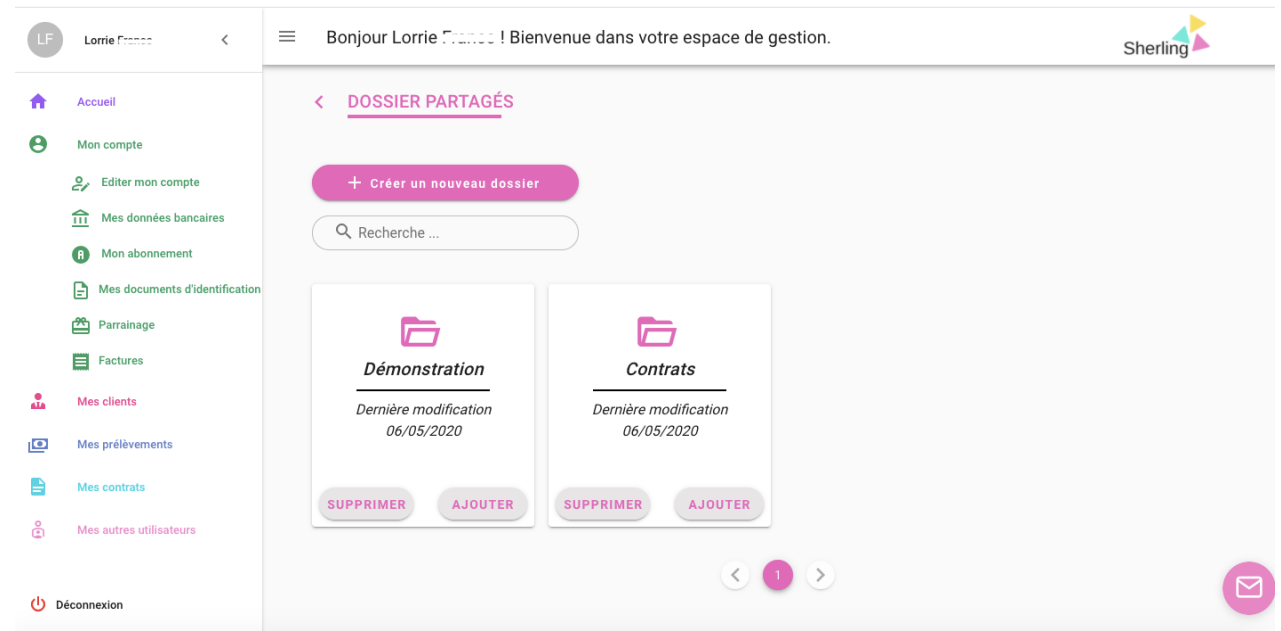 LF
Lorrie
Bonjour Lorrie ! Bienvenue dans votre espace de gestion.
Sherling
Accueil
Mon compte
Editer mon compte
Mes données bancaires
Mon abonnement
A
Mes documents d'identification
Parrainage
Factures
Mes clients
Mes prélèvements
Mes contrats
Mes autres utilisateurs
Déconnexion
DOSSIER PARTAGÉS
Créer un nouveau dossier
Recherche ...
Démonstration
Dernière modification
06/05/2020
SUPPRIMER AJOUTER
Contrats
Dernière modification
06/05/2020
SUPPRIMER AJOUTER
1